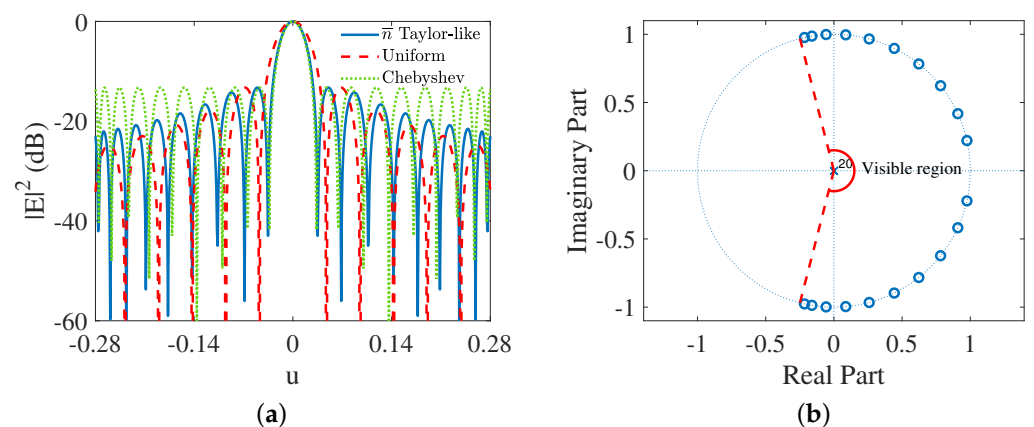 0
-20
-40
-60
|E|² (dB)
n̅ Taylor-like
Uniform
Chebyshev
-0.28 -0.14 0 0.14 0.28
u
(a)
1
0.5
0
-0.5
-1
Imaginary Part
20
Visible region
-1 -0.5 0 0.5 1
Real Part
(b)